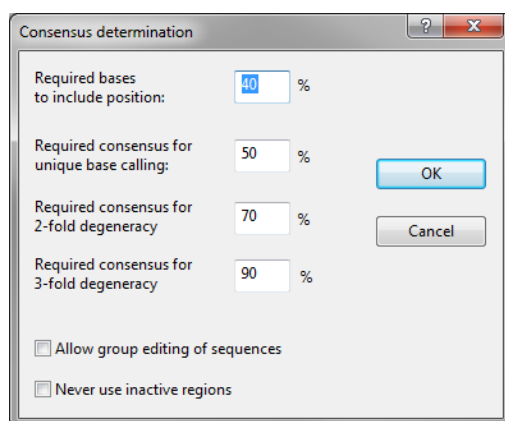 Consensus determination
?
X
Required bases
to include position:
40 %
Required consensus for
unique base calling:
50 %
OK
Required consensus for
2-fold degeneracy
70 %
Cancel
Required consensus for
3-fold degeneracy
90 %
Allow group editing of sequences
Never use inactive regions